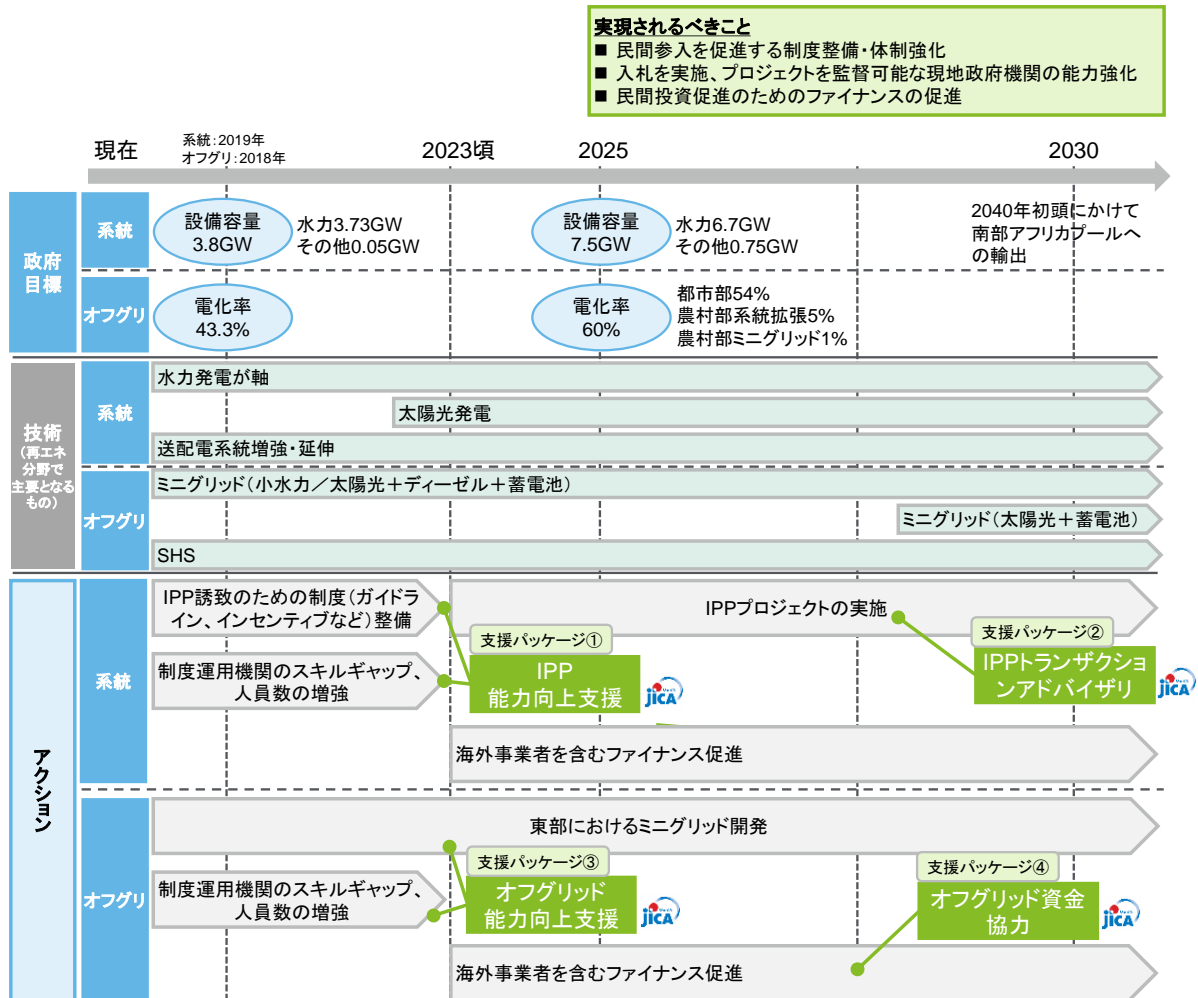 実現されるべきこと
■ 民間参入を促進する制度整備・体制強化
■ 入札を実施、プロジェクトを監督可能な現地政府機関の能力強化
■ 民間投資促進のためのファイナンスの促進
現在
系統：2019年
オフグリ：2018年
2023頃
2025
2030
政府
目標
系統
設備容量
3.8GW
水力3.73GW
その他0.05GW
設備容量
7.5GW
水力6.7GW
その他0.75GW
2040年初頭にかけて
南部アフリカプールへ
の輸出
オフグリ
電化率
43.3%
電化率
60%
都市部54%
農村部系統拡張5%
農村部ミニグリッド1%
技術
(再エネ
分野で
主要となる
もの)
系統
水力発電が軸
太陽光発電
送配電系統増強・延伸
オフグリ
ミニグリッド（小水力／太陽光＋ディーゼル＋蓄電池）
ミニグリッド（太陽光＋蓄電池）
SHS
アクション
系統
IPP誘致のための制度（ガイドラ
イン、インセンティブなど）整備
IPPプロジェクトの実施
支援パッケージ①
IPP
能力向上支援
jICA
支援パッケージ②
IPPトランザクショ
ンアドバイザリ
jICA
制度運用機関のスキルギャップ、
人員数の増強
海外事業者を含むファイナンス促進
オフグリ
東部におけるミニグリッド開発
支援パッケージ③
オフグリッド
能力向上支援
jICA
支援パッケージ④
オフグリッド資金
協力
jICA
制度運用機関のスキルギャップ、
人員数の増強
海外事業者を含むファイナンス促進